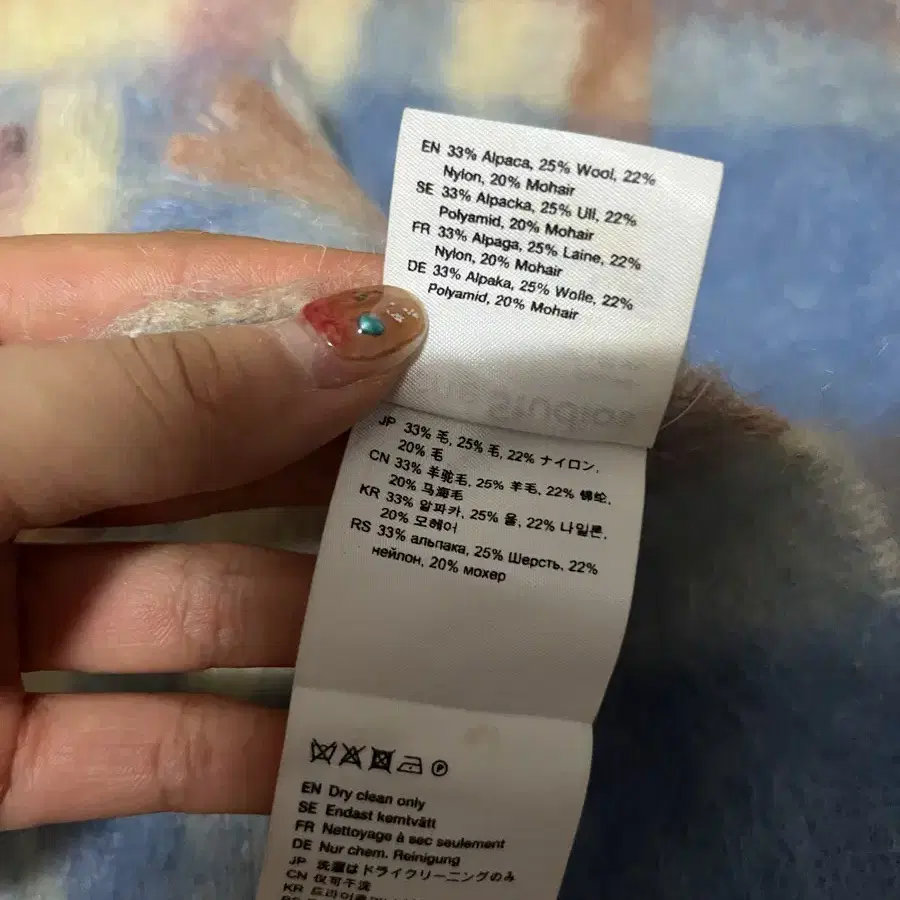 EN 33% Alpaca, 25% Wool, 22%
Nylon, 20% Mohair
SE 33% Alpacka, 25% Ull, 22%
Polyamid, 20% Mohair
FR 33% Alpaga, 25% Laine, 22%
Nylon, 20% Mohair
DE 33% Alpaka, 25% Wolle, 22%
Polyamid, 20% Mohair
JP 33% 毛, 25% 毛, 22% ナイロン,
20% 毛
CN 33% 羊驼毛, 25% 羊毛, 22% 锦纶,
20% 马海毛
KR 33% 알파카, 25% 울, 22% 나일론,
20% 모헤어
RS 33% альпака, 25% Шерсть, 22%
нейлон, 20% мохер
P
EN Dry clean only
SE Endast kemtvätt
FR Nettoyage à sec seulement
DE Nur chem. Reinigung
JP 洗濯はドライクリーニングのみ
CN 仅可干洗
KR